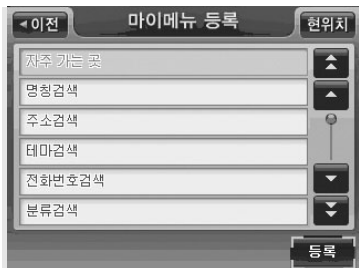 이전
마이메뉴 등록
현위치
자주 가는 곳
명칭검색
주소검색
테마검색
전화번호검색
분류검색
등록